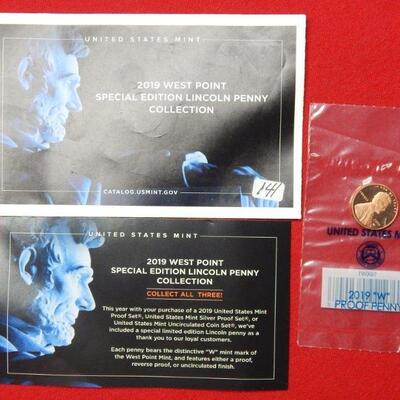 UNITED STATES MINT
2019 WEST POINT
SPECIAL EDITION LINCOLN PENNY
COLLECTION
CATALOG.USMINT.GOV
144
UNITED STATES MINT
2019 WEST POINT
SPECIAL EDITION LINCOLN PENNY
COLLECTION
COLLECT ALL THREE!
This year with your purchase of a 2019 United States Mint
Proof Set®, United States Mint Silver Proof Set®, or
United States Mint Uncirculated Coin Set®, we've
included a special limited edition Lincoln penny as a
thank you to our loyal customers.
Each penny bears the distinctive "W" mint mark of
the West Point Mint, and features either a proof,
reverse proof, or uncirculated finish.
UNITED STATES M
2019 "W"
PROOF PENNY